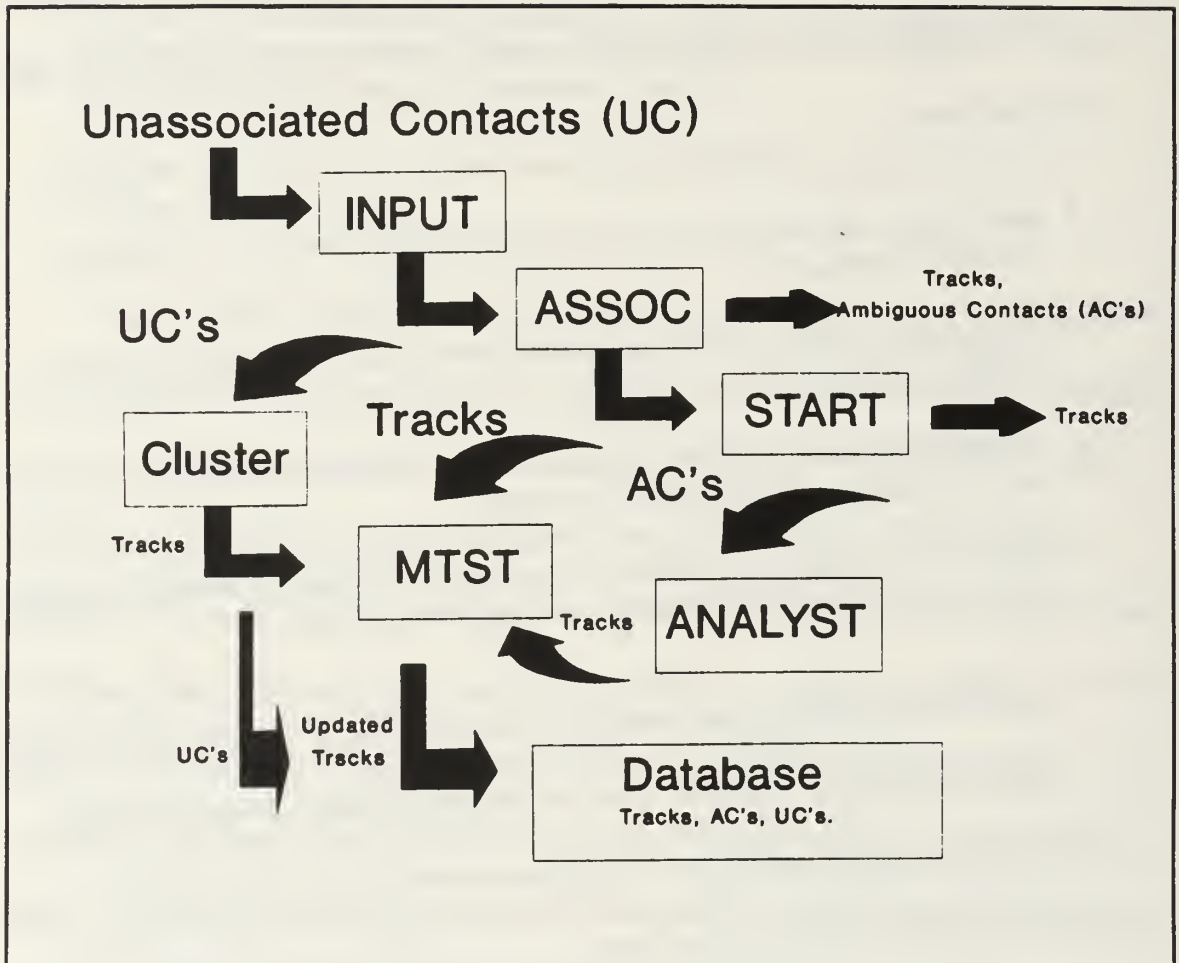 Unassociated Contacts (UC)
INPUT
ASSOC
Tracks,
Ambiguous Contacts (AC's)
UC's
START
Tracks
Tracks
Cluster
AC's
Tracks
MTST
Tracks
ANALYST
UC's
Updated
Tracks
Database
Tracks, AC's, UC's.